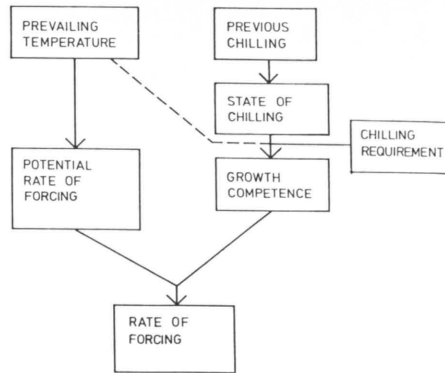 PREVAILING
TEMPERATURE
PREVIOUS
CHILLING
STATE OF
CHILLING
CHILLING
REQUIREMENT
POTENTIAL
RATE OF
FORCING
GROWTH
COMPETENCE
RATE OF
FORCING